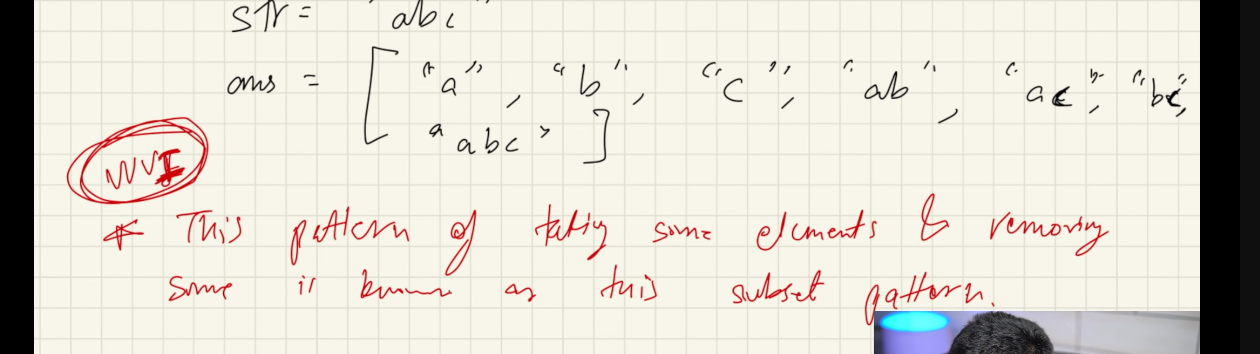 str = "abc"
ans = [ "a", "b", "c", "ab", "ac", "bc",
"abc" ]
VVVI
* This pattern of taking some elements & removing
some is known as this subset pattern.